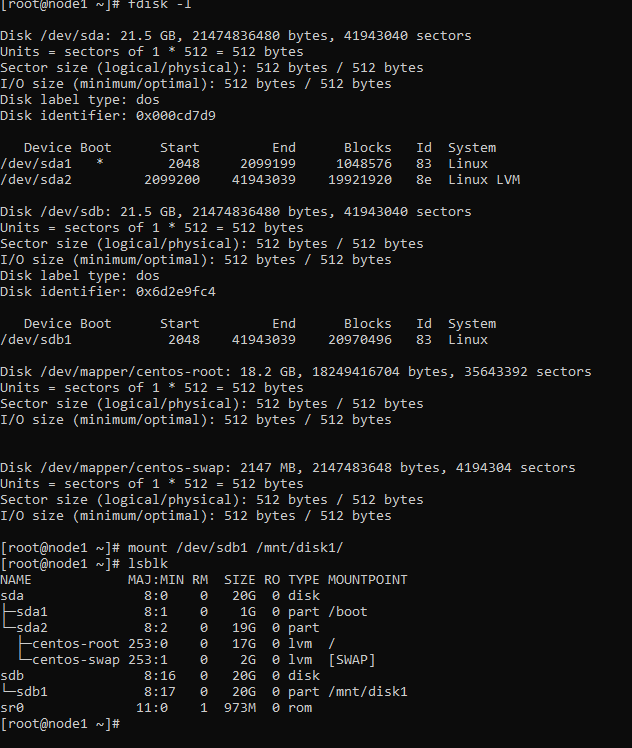 [root@node1 ~]# fdisk -l

Disk /dev/sda: 21.5 GB, 21474836480 bytes, 41943040 sectors
Units = sectors of 1 * 512 = 512 bytes
Sector size (logical/physical): 512 bytes / 512 bytes
I/O size (minimum/optimal): 512 bytes / 512 bytes
Disk label type: dos
Disk identifier: 0x000cd7d9

   Device Boot      Start         End      Blocks   Id  System
/dev/sda1   *        2048     2099199     1048576   83  Linux
/dev/sda2         2099200    41943039    19921920   8e  Linux LVM

Disk /dev/sdb: 21.5 GB, 21474836480 bytes, 41943040 sectors
Units = sectors of 1 * 512 = 512 bytes
Sector size (logical/physical): 512 bytes / 512 bytes
I/O size (minimum/optimal): 512 bytes / 512 bytes
Disk label type: dos
Disk identifier: 0x6d2e9fc4

   Device Boot      Start         End      Blocks   Id  System
/dev/sdb1            2048    41943039    20970496   83  Linux

Disk /dev/mapper/centos-root: 18.2 GB, 18249416704 bytes, 35643392 sectors
Units = sectors of 1 * 512 = 512 bytes
Sector size (logical/physical): 512 bytes / 512 bytes
I/O size (minimum/optimal): 512 bytes / 512 bytes


Disk /dev/mapper/centos-swap: 2147 MB, 2147483648 bytes, 4194304 sectors
Units = sectors of 1 * 512 = 512 bytes
Sector size (logical/physical): 512 bytes / 512 bytes
I/O size (minimum/optimal): 512 bytes / 512 bytes

[root@node1 ~]# mount /dev/sdb1 /mnt/disk1/
[root@node1 ~]# lsblk
NAME            MAJ:MIN RM  SIZE RO TYPE MOUNTPOINT
sda               8:0    0   20G  0 disk
├─sda1            8:1    0    1G  0 part /boot
└─sda2            8:2    0   19G  0 part
  ├─centos-root 253:0    0   17G  0 lvm  /
  └─centos-swap 253:1    0    2G  0 lvm  [SWAP]
sdb               8:16   0   20G  0 disk
└─sdb1            8:17   0   20G  0 part /mnt/disk1
sr0              11:0    1  973M  0 rom
[root@node1 ~]#